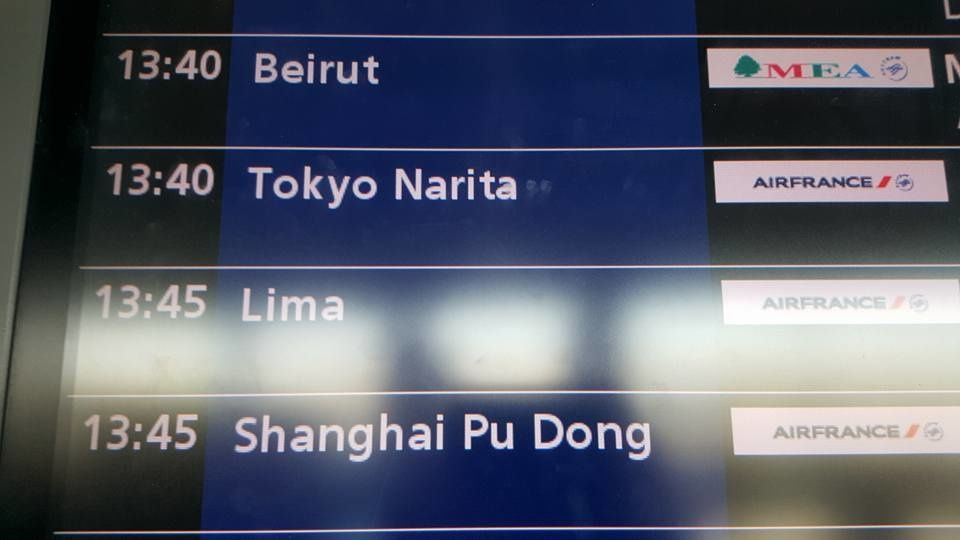 13:40 Beirut MEA
13:40 Tokyo Narita AIRFRANCE
13:45 Lima AIRFRANCE
13:45 Shanghai Pu Dong AIRFRANCE